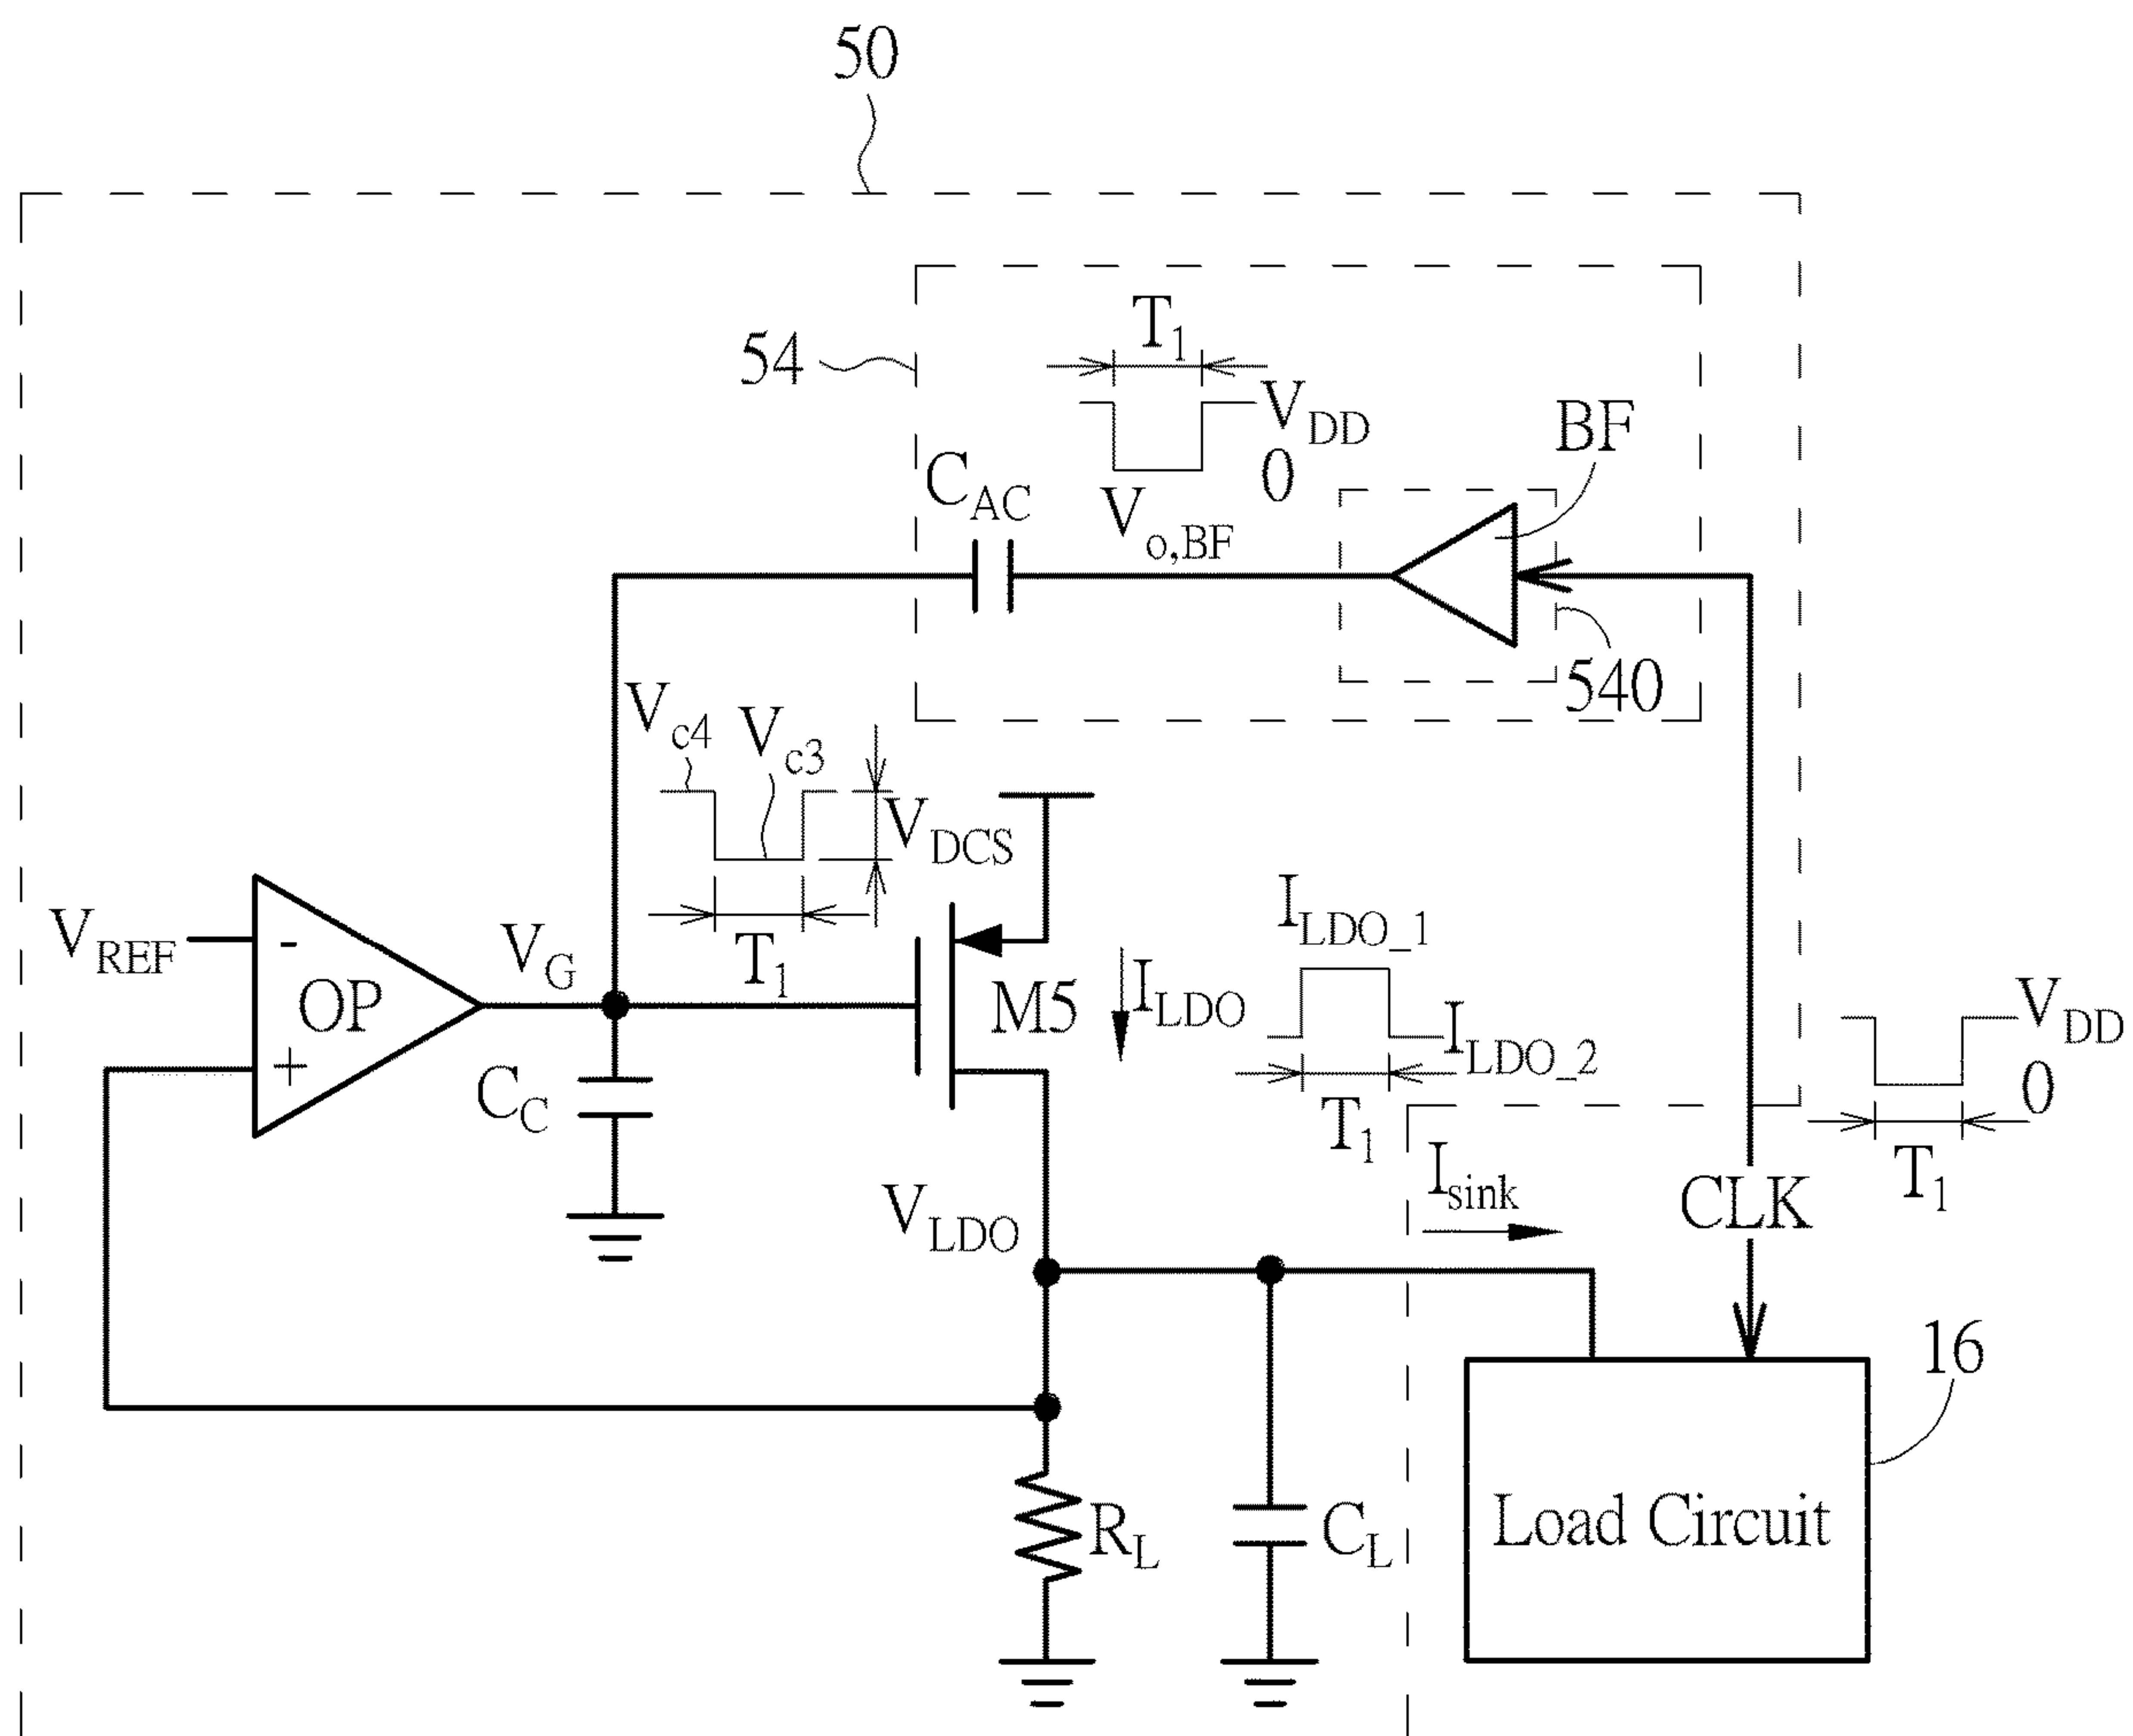 50
54
T1
VDD
0
BF
CAC
Vo,BF
540
Vc4
Vc3
VDCS
T1
VREF
-
OP
+
VG
M5
ILDO
ILDO_1
ILDO_2
T1
VDD
0
T1
CC
VLDO
Isink
CLK
16
RL
CL
Load Circuit